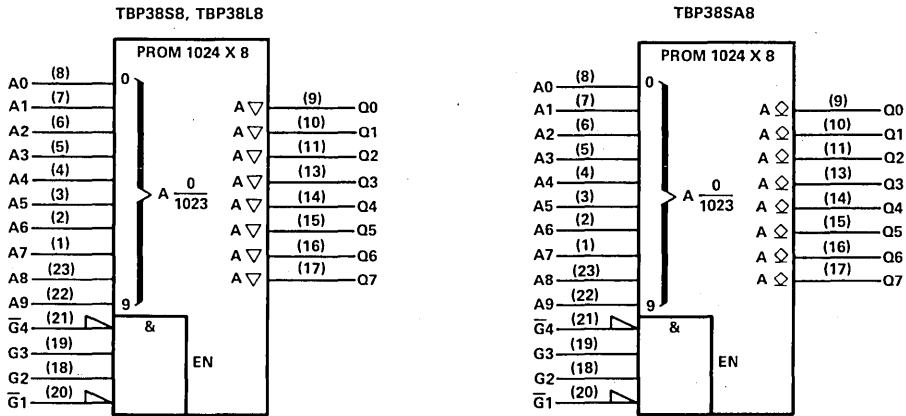 TBP38S8, TBP38L8
PROM 1024 X 8
A0 (8) 0
A1 (7) A ▽ (9) Q0
A2 (6) A ▽ (10) Q1
A3 (5) A ▽ (11) Q2
A4 (4) A ▽ (13) Q3
A5 (3) A 0/1023 A ▽ (14) Q4
A6 (2) A ▽ (15) Q5
A7 (1) A ▽ (16) Q6
A8 (23) A ▽ (17) Q7
A9 (22) 9
G̅4 (21) &
G3 (19)
G2 (18) EN
G̅1 (20)
TBP38SA8
PROM 1024 X 8
A0 (8) 0
A1 (7) A ◇ (9) Q0
A2 (6) A ◇ (10) Q1
A3 (5) A ◇ (11) Q2
A4 (4) A ◇ (13) Q3
A5 (3) A 0/1023 A ◇ (14) Q4
A6 (2) A ◇ (15) Q5
A7 (1) A ◇ (16) Q6
A8 (23) A ◇ (17) Q7
A9 (22) 9
G̅4 (21) &
G3 (19)
G2 (18) EN
G̅1 (20)